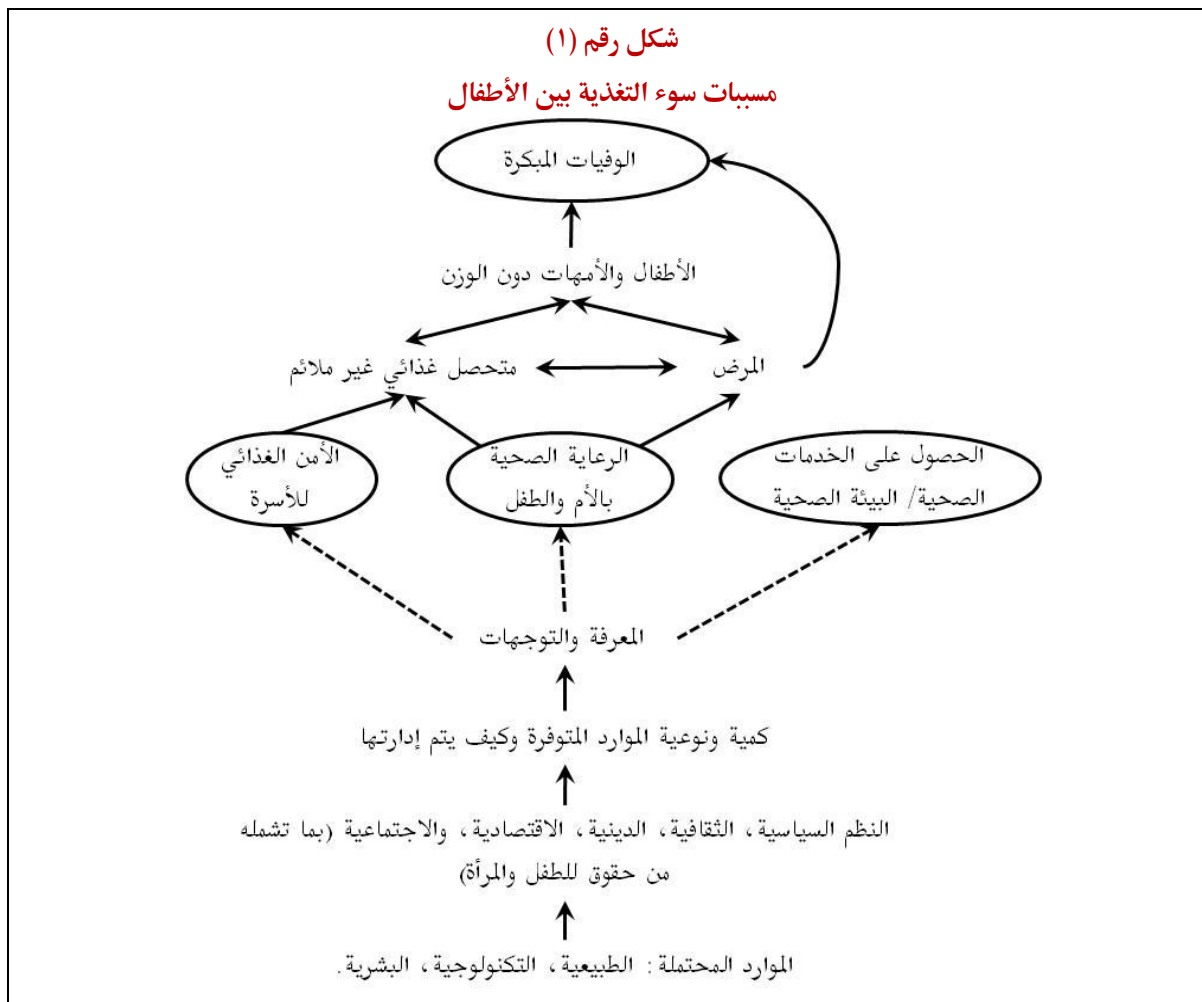 شكل رقم (١)
مسببات سوء التغذية بين الأطفال
الوفيات المبكرة
الأطفال والأمهات دون الوزن
المرض
متحصل غذائي غير ملائم
الحصول على الخدمات
الصحية/ البيئة الصحية
الرعاية الصحية
بالأم والطفل
الأمن الغذائي
للأسرة
المعرفة والتوجهات
كمية ونوعية الموارد المتوفرة وكيف يتم إدارتها
النظم السياسية، الثقافية، الدينية، الاقتصادية، والاجتماعية (بما تشمله
من حقوق للطفل والمرأة)
الموارد المحتملة: الطبيعية، التكنولوجية، البشرية.